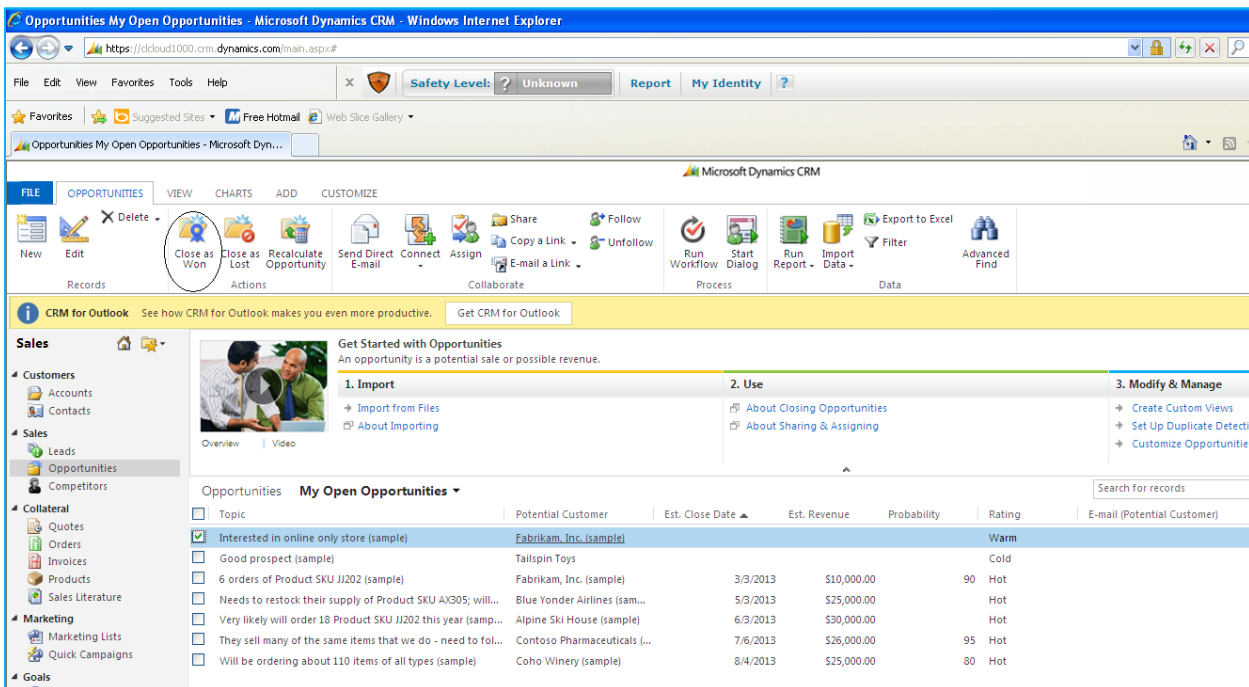 Opportunities My Open Opportunities - Microsoft Dynamics CRM - Windows Internet Explorer
https://clcloud1000.crm.dynamics.com/main.aspx#
File Edit View Favorites Tools Help X Safety Level: ? Unknown Report My Identity ?
Favorites Suggested Sites Free Hotmail Web Slice Gallery
Opportunities My Open Opportunities - Microsoft Dyn...
Microsoft Dynamics CRM
FILE OPPORTUNITIES VIEW CHARTS ADD CUSTOMIZE
New
Edit
Delete
Records
Close as Won
Close as Lost
Recalculate Opportunity
Actions
Send Direct E-mail
Connect
Assign
Share
Copy a Link
E-mail a Link
Follow
Unfollow
Collaborate
Run Workflow
Start Dialog
Process
Run Report
Import Data
Export to Excel
Filter
Advanced Find
Data
CRM for Outlook See how CRM for Outlook makes you even more productive. Get CRM for Outlook
Sales
Customers
Accounts
Contacts
Sales
Leads
Opportunities
Competitors
Collateral
Quotes
Orders
Invoices
Products
Sales Literature
Marketing
Marketing Lists
Quick Campaigns
Goals
Get Started with Opportunities
An opportunity is a potential sale or possible revenue.
Overview | Video
1. Import
Import from Files
About Importing
2. Use
About Closing Opportunities
About Sharing & Assigning
3. Modify & Manage
Create Custom Views
Set Up Duplicate Detecti
Customize Opportunitie
Opportunities My Open Opportunities
Search for records
Topic Potential Customer Est. Close Date Est. Revenue Probability Rating E-mail (Potential Customer)
Interested in online only store (sample) Fabrikam, Inc. (sample) Warm
Good prospect (sample) Tailspin Toys Cold
6 orders of Product SKU JJ202 (sample) Fabrikam, Inc. (sample) 3/3/2013 $10,000.00 90 Hot
Needs to restock their supply of Product SKU AX305; will... Blue Yonder Airlines (sam... 5/3/2013 $25,000.00 Hot
Very likely will order 18 Product SKU JJ202 this year (samp... Alpine Ski House (sample) 6/3/2013 $30,000.00 Hot
They sell many of the same items that we do - need to fol... Contoso Pharmaceuticals (... 7/6/2013 $26,000.00 95 Hot
Will be ordering about 110 items of all types (sample) Coho Winery (sample) 8/4/2013 $25,000.00 80 Hot